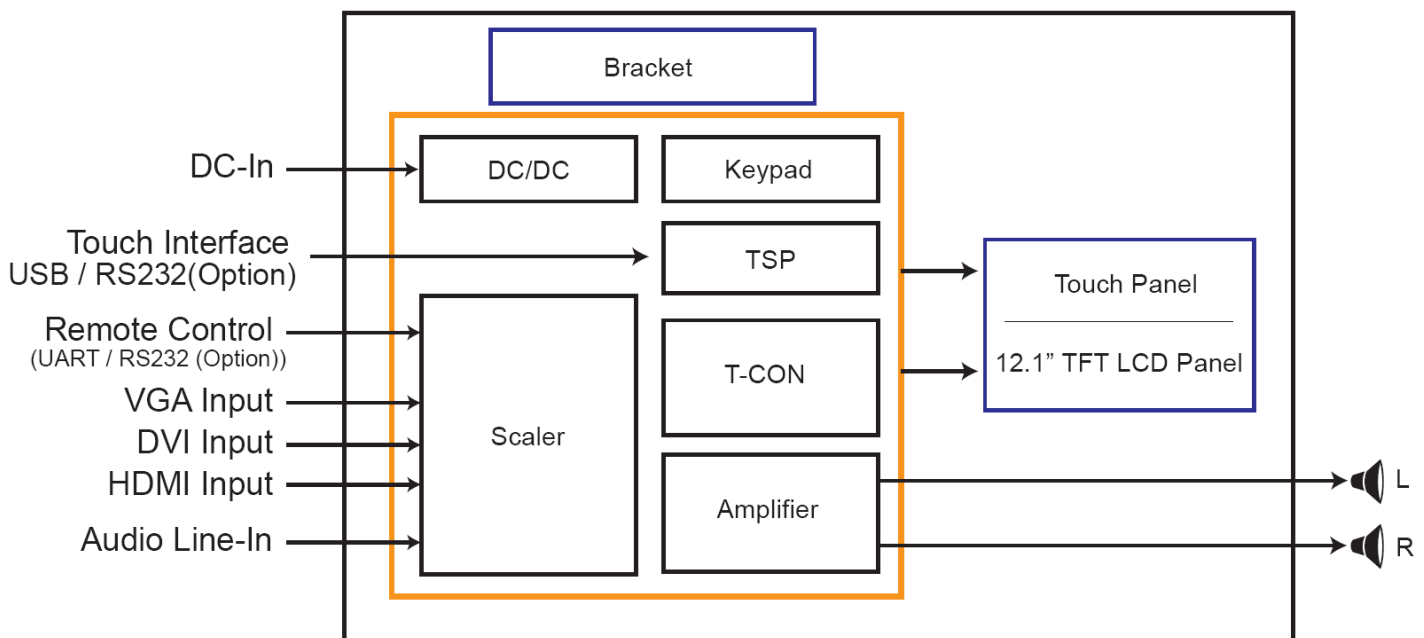 Bracket
DC-In
DC/DC
Keypad
Touch Interface
USB / RS232(Option)
TSP
Touch Panel
12.1” TFT LCD Panel
Remote Control
(UART / RS232 (Option))
VGA Input
DVI Input
HDMI Input
Audio Line-In
Scaler
T-CON
Amplifier
L
R